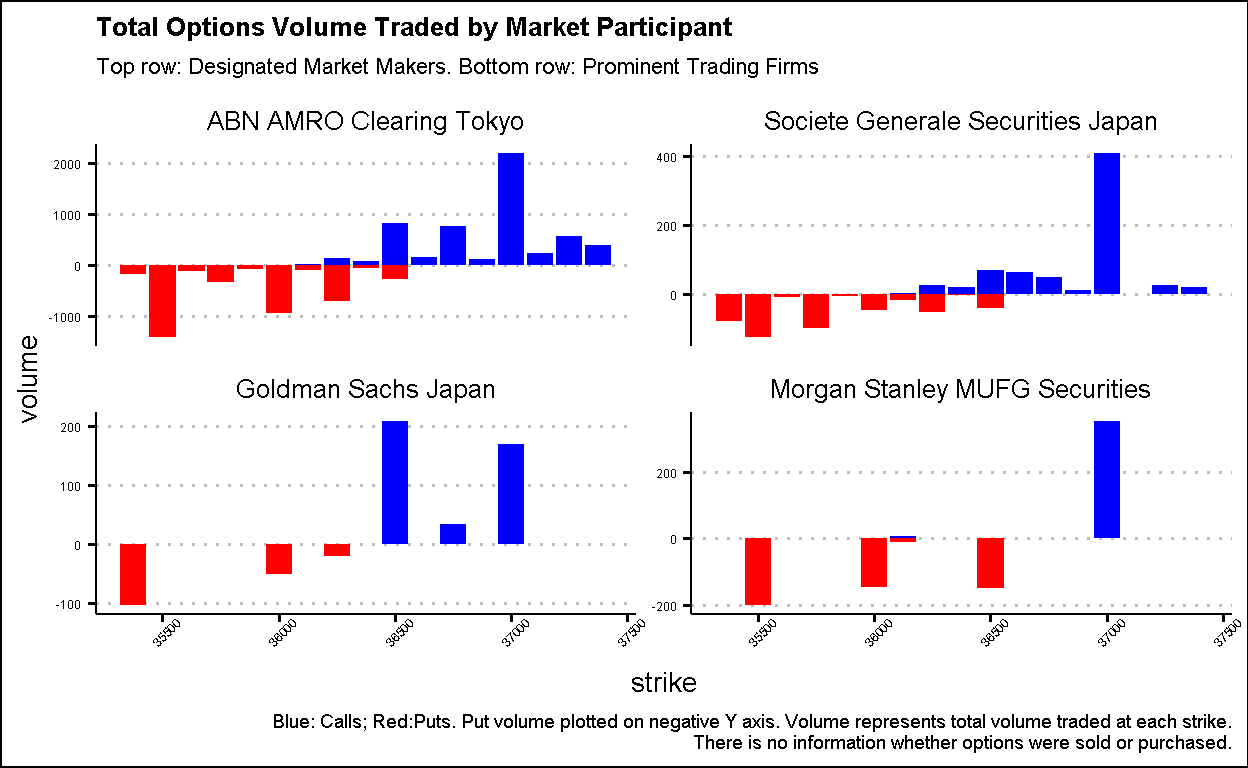 Total Options Volume Traded by Market Participant
Top row: Designated Market Makers. Bottom row: Prominent Trading Firms
ABN AMRO Clearing Tokyo
Societe Generale Securities Japan
2000
1000
0
-1000
400
200
0
volume
Goldman Sachs Japan
Morgan Stanley MUFG Securities
200
100
0
-100
200
0
-200
35500
36000
36500
37000
37500
35500
36000
36500
37000
37500
strike
Blue: Calls; Red:Puts. Put volume plotted on negative Y axis. Volume represents total volume traded at each strike.
There is no information whether options were sold or purchased.